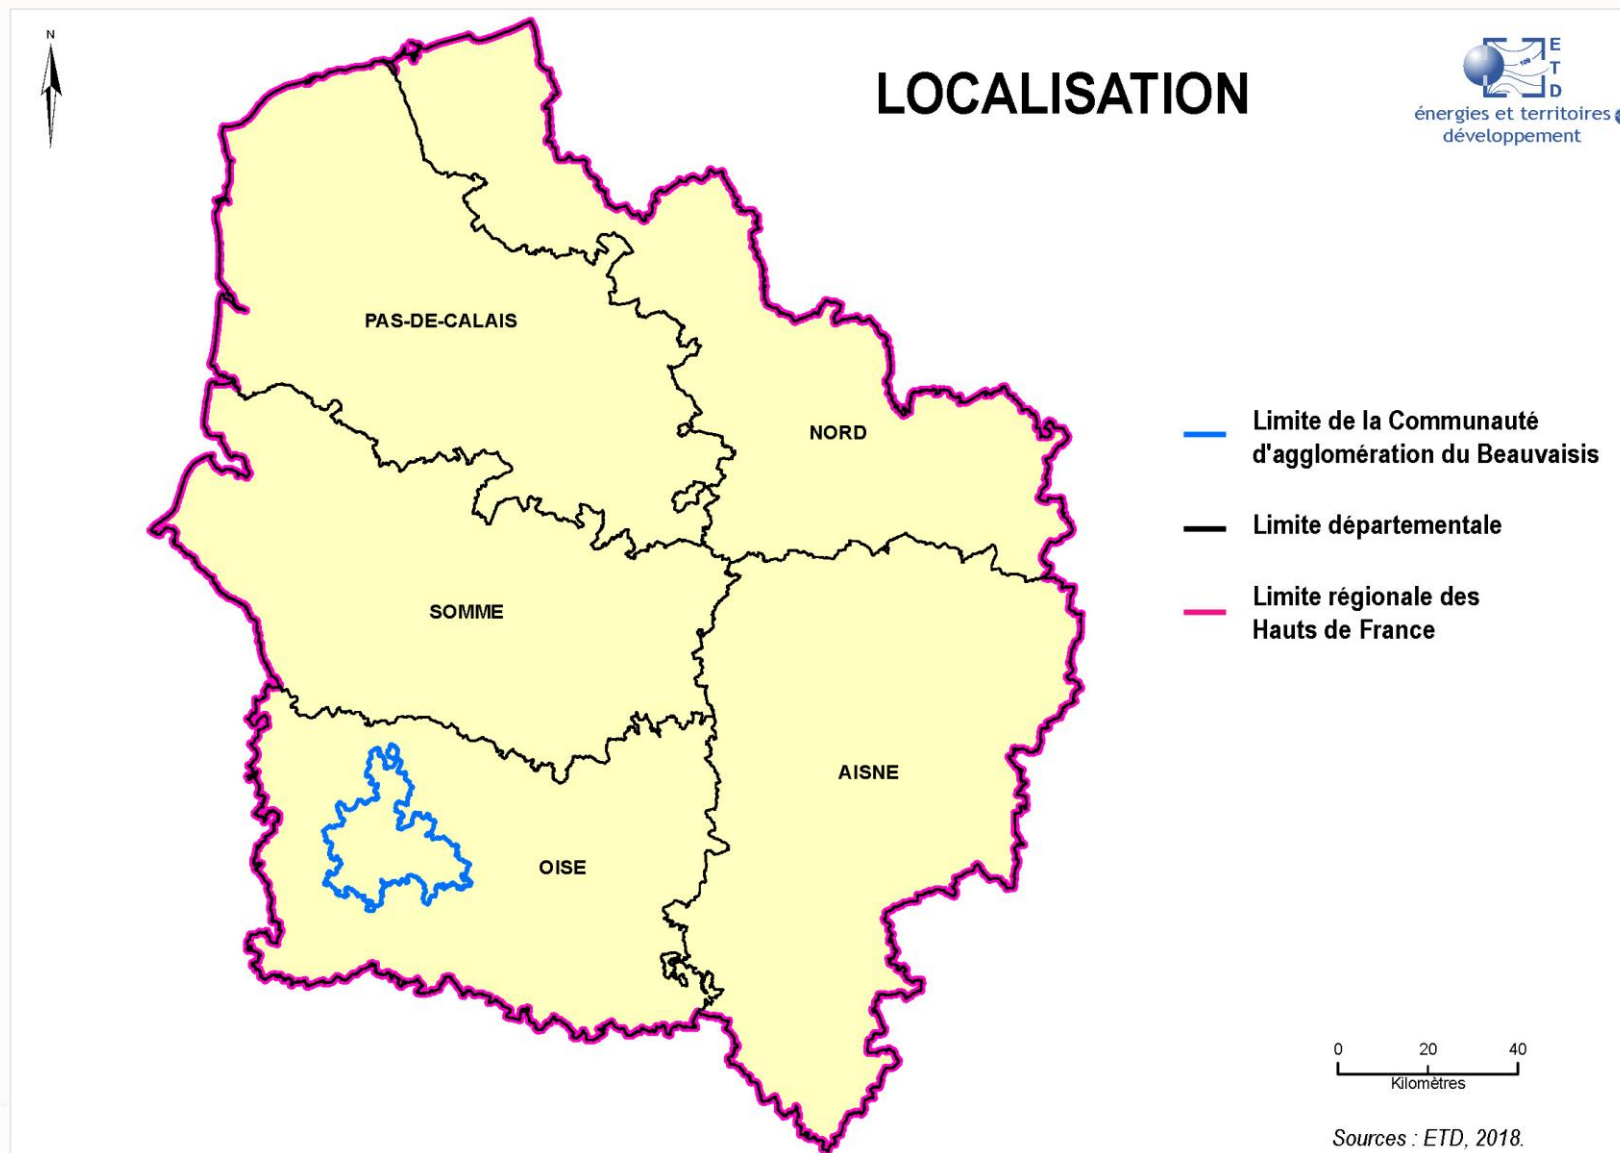 N
LOCALISATION
E
T
D
énergies et territoires
développement
PAS-DE-CALAIS
NORD
SOMME
AISNE
OISE
Limite de la Communauté
d'agglomération du Beauvaisis
Limite départementale
Limite régionale des
Hauts de France
0 20 40
Kilomètres
Sources : ETD, 2018.